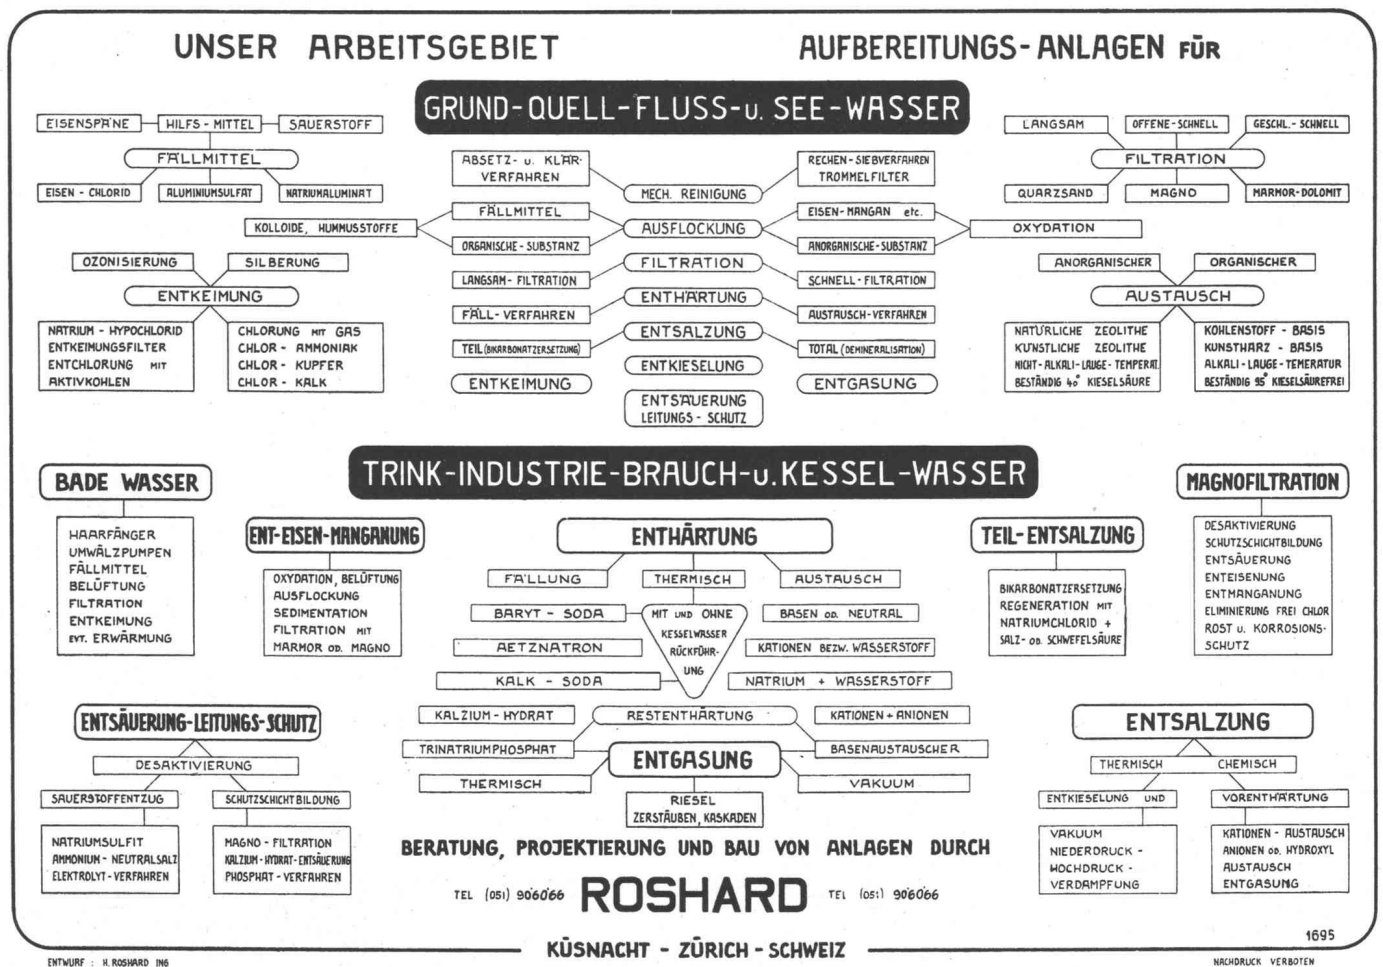 UNSER ARBEITSGEBIET
AUFBEREITUNGS-ANLAGEN FÜR
GRUND-QUELL-FLUSS-u. SEE-WASSER
EISENSPÄNE
HILFS-MITTEL
SAUERSTOFF
FÄLLMITTEL
EISEN-CHLORID
ALUMINIUMSULFAT
NATRIUMALUMINAT
KOLLOIDE, HUMMUSSTOFFE
OZONISIERUNG
SILBERUNG
ENTKEIMUNG
NATRIUM-HYPOCHLORID
ENTKEIMUNGSFILTER
ENTCHLORUNG MIT
AKTIVKOHLEN
CHLORUNG MIT GAS
CHLOR-AMMONIAK
CHLOR-KUPFER
CHLOR-KALK
ABSETZ- u. KLÄR-
VERFAHREN
RECHEN-SIEBVERFAHREN
TROMMELFILTER
MECH. REINIGUNG
FÄLLMITTEL
EISEN-MANGAN etc.
AUSFLOCKUNG
ORGANISCHE-SUBSTANZ
ANORGANISCHE-SUBSTANZ
FILTRATION
LANGSAM-FILTRATION
SCHNELL-FILTRATION
ENTHÄRTUNG
FÄLL-VERFAHREN
AUSTAUSCH-VERFAHREN
ENTSALZUNG
TEIL (BIKARBONATZERSETZUNG)
TOTAL (DEMINERALISATION)
ENTKIESELUNG
ENTKEIMUNG
ENTGASUNG
ENTSÄUERUNG
LEITUNGS-SCHUTZ
LANGSAM
OFFENE-SCHNELL
GESCHL.-SCHNELL
FILTRATION
QUARZSAND
MAGNO
MARMOR-DOLOMIT
OXYDATION
ANORGANISCHER
ORGANISCHER
AUSTAUSCH
NATÜRLICHE ZEOLITHE
KÜNSTLICHE ZEOLITHE
NICHT-ALKALI-LAUGE-TEMPERAT.
BESTÄNDIG 40° KIESELSÄURE
KOHLENSTOFF-BASIS
KUNSTHARZ-BASIS
ALKALI-LAUGE-TEMERATUR
BESTÄNDIG 95° KIESELSÄUREFREI
TRINK-INDUSTRIE-BRAUCH-u. KESSEL-WASSER
BADE WASSER
HAARFÄNGER
UMWÄLZPUMPEN
FÄLLMITTEL
BELÜFTUNG
FILTRATION
ENTKEIMUNG
EVT. ERWÄRMUNG
ENT-EISEN-MANGANUNG
OXYDATION, BELÜFTUNG
AUSFLOCKUNG
SEDIMENTATION
FILTRATION MIT
MARMOR OD. MAGNO
ENTHÄRTUNG
FÄLLUNG
THERMISCH
AUSTAUSCH
BARYT-SODA
MIT UND OHNE
KESSELWASSER
RÜCKFÜHR-
UNG
BASEN OD. NEUTRAL
AETZNATRON
KATIONEN BEZW. WASSERSTOFF
KALK-SODA
NATRIUM + WASSERSTOFF
KALZIUM-HYDRAT
RESTENTHÄRTUNG
KATIONEN + ANIONEN
TRINATRIUMPHOSPHAT
BASENAUSTAUSCHER
ENTGASUNG
THERMISCH
VAKUUM
RIESEL
ZERSTÄUBEN, KASKADEN
TEIL-ENTSALZUNG
BIKARBONATZERSETZUNG
REGENERATION MIT
NATRIUMCHLORID +
SALZ- OD. SCHWEFELSÄURE
MAGNOFILTRATION
DESAKTIVIERUNG
SCHUTZSCHICHTBILDUNG
ENTSÄUERUNG
ENTEISENUNG
ENTMANGANUNG
ELIMINIERUNG FREI CHLOR
ROST u. KORROSIONS-
SCHUTZ
ENTSÄUERUNG-LEITUNGS-SCHUTZ
DESAKTIVIERUNG
SAUERSTOFFENTZUG
SCHUTZSCHICHTBILDUNG
NATRIUMSULFIT
AMMONIUM-NEUTRALSALZ
ELEKTROLYT-VERFAHREN
MAGNO-FILTRATION
KALZIUM-HYDRAT-ENTSÄUERUNG
PHOSPHAT-VERFAHREN
ENTSALZUNG
THERMISCH
CHEMISCH
ENTKIESELUNG UND
VORENTHÄRTUNG
VAKUUM
NIEDERDRUCK-
HOCHDRUCK-
VERDAMPFUNG
KATIONEN-AUSTAUSCH
ANIONEN OD. HYDROXYL
AUSTAUSCH
ENTGASUNG
BERATUNG, PROJEKTIERUNG UND BAU VON ANLAGEN DURCH
TEL (051) 90'60'66
ROSHARD
TEL (051) 90'60'66
KÜSNACHT - ZÜRICH - SCHWEIZ
1695
ENTWURF : H. ROSHARD ING
NACHDRUCK VERBOTEN